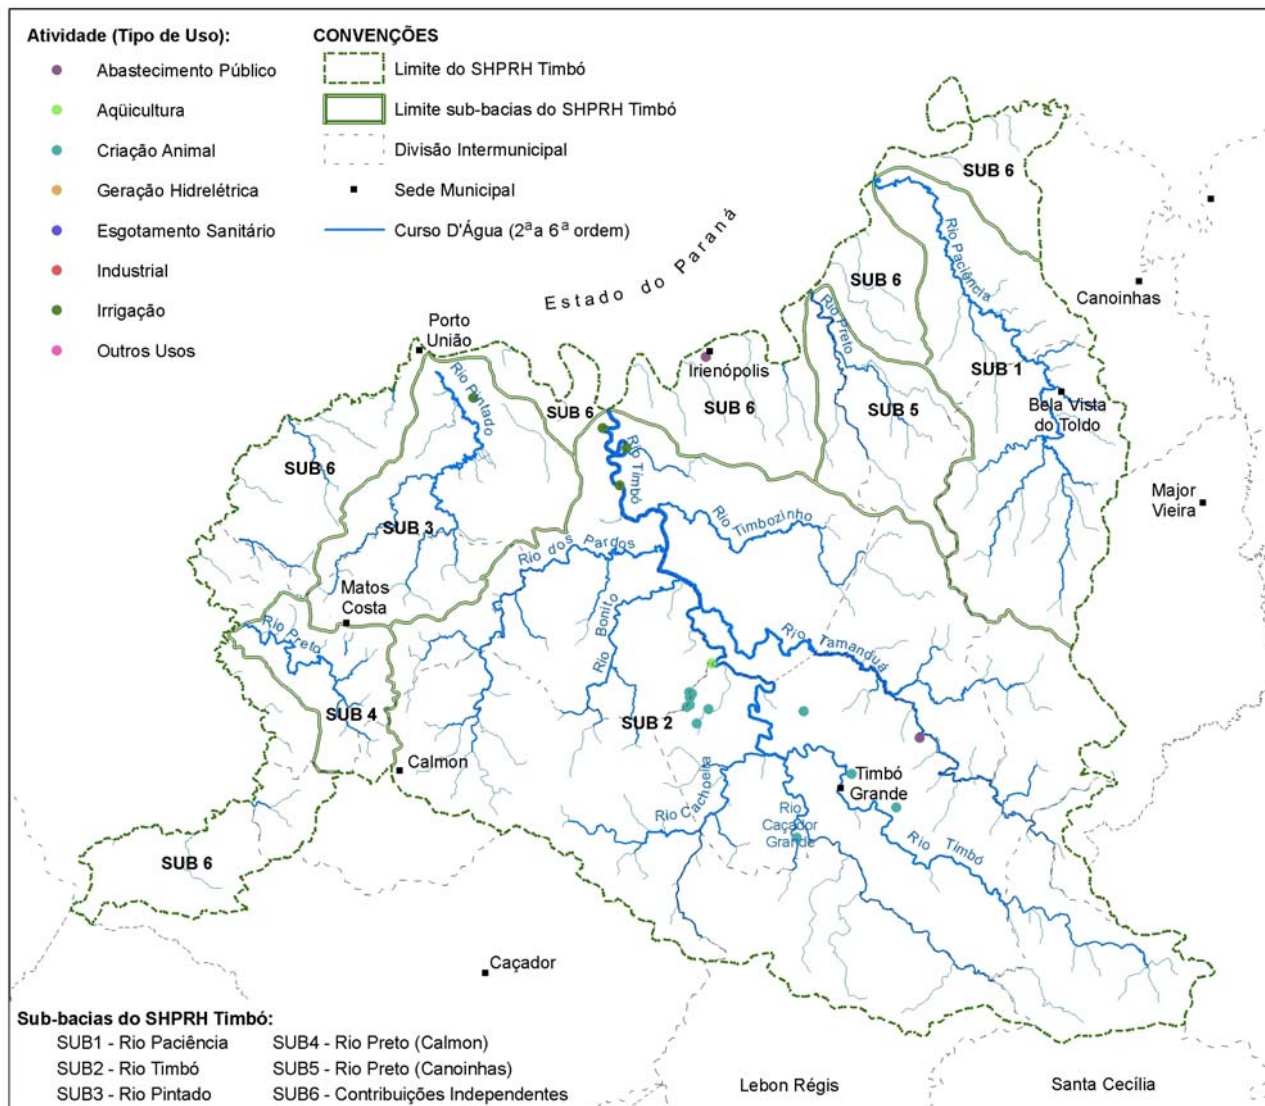 Atividade (Tipo de Uso):
Abastecimento Público
Aqüicultura
Criação Animal
Geração Hidrelétrica
Esgotamento Sanitário
Industrial
Irrigação
Outros Usos
CONVENÇÕES
Limite do SHPRH Timbó
Limite sub-bacias do SHPRH Timbó
Divisão Intermunicipal
Sede Municipal
Curso D'Água (2ª a 6ª ordem)
Estado do Paraná
SUB 6
Rio Paciência
Canoinhas
SUB 6
Rio Preto
Porto
União
Irienópolis
SUB 1
Rio Pintado
SUB 6
SUB 6
SUB 5
Bela Vista
do Toldo
SUB 6
Rio Timbó
Major
Vieira
SUB 3
Rio Timbozinho
Rio dos Pardos
Matos
Costa
Rio Bonito
Rio Preto
Rio Tamanduá
SUB 4
SUB 2
Calmon
Timbó
Grande
Rio Cachoeira
Rio
Caçador
Grande
Rio Timbó
SUB 6
Caçador
Sub-bacias do SHPRH Timbó:
SUB1 - Rio Paciência
SUB2 - Rio Timbó
SUB3 - Rio Pintado
SUB4 - Rio Preto (Calmon)
SUB5 - Rio Preto (Canoinhas)
SUB6 - Contribuições Independentes
Lebon Régis
Santa Cecília